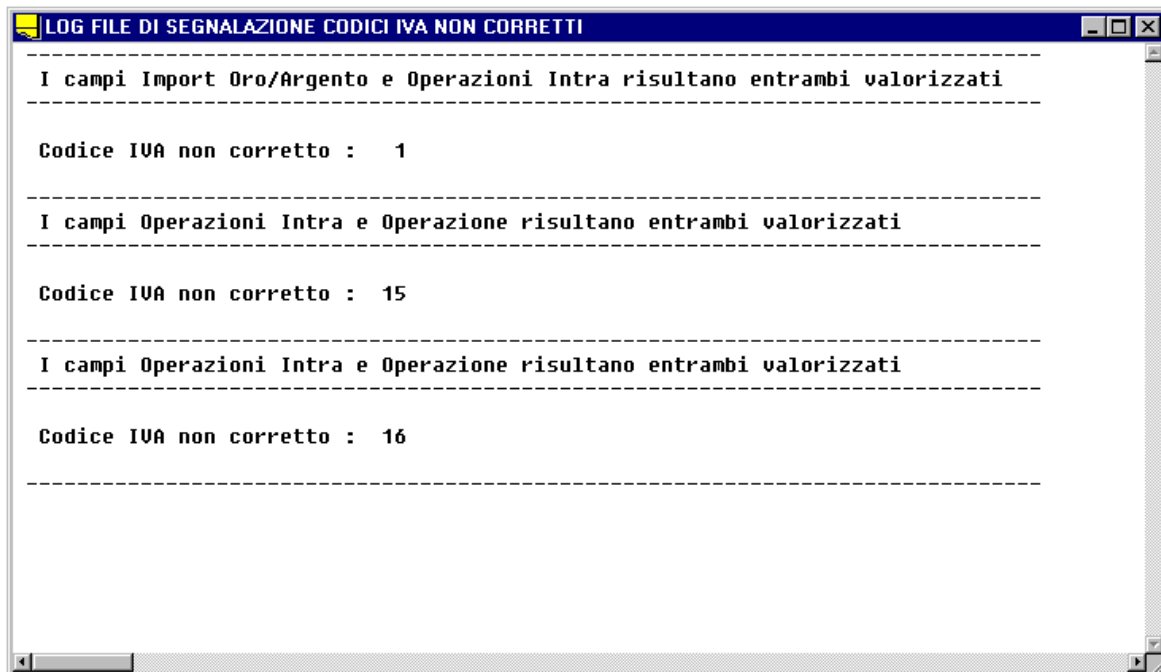 LOG FILE DI SEGNALAZIONE CODICI IVA NON CORRETTI
---------------------------------------------------------------------------------
I campi Import Oro/Argento e Operazioni Intra risultano entrambi valorizzati
---------------------------------------------------------------------------------
Codice IVA non corretto :   1
---------------------------------------------------------------------------------
I campi Operazioni Intra e Operazione risultano entrambi valorizzati
---------------------------------------------------------------------------------
Codice IVA non corretto :  15
---------------------------------------------------------------------------------
I campi Operazioni Intra e Operazione risultano entrambi valorizzati
---------------------------------------------------------------------------------
Codice IVA non corretto :  16
---------------------------------------------------------------------------------